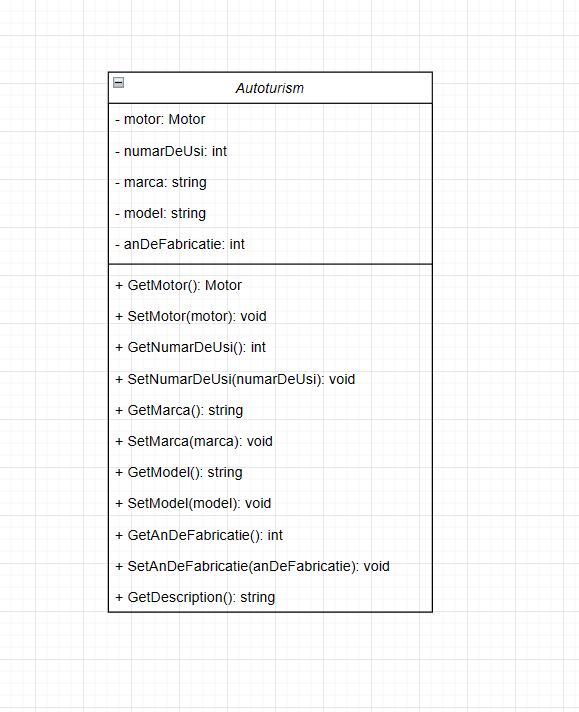 Autoturism
- motor: Motor
- numarDeUsi: int
- marca: string
- model: string
- anDeFabricatie: int
+ GetMotor(): Motor
+ SetMotor(motor): void
+ GetNumarDeUsi(): int
+ SetNumarDeUsi(numarDeUsi): void
+ GetMarca(): string
+ SetMarca(marca): void
+ GetModel(): string
+ SetModel(model): void
+ GetAnDeFabricatie(): int
+ SetAnDeFabricatie(anDeFabricatie): void
+ GetDescription(): string